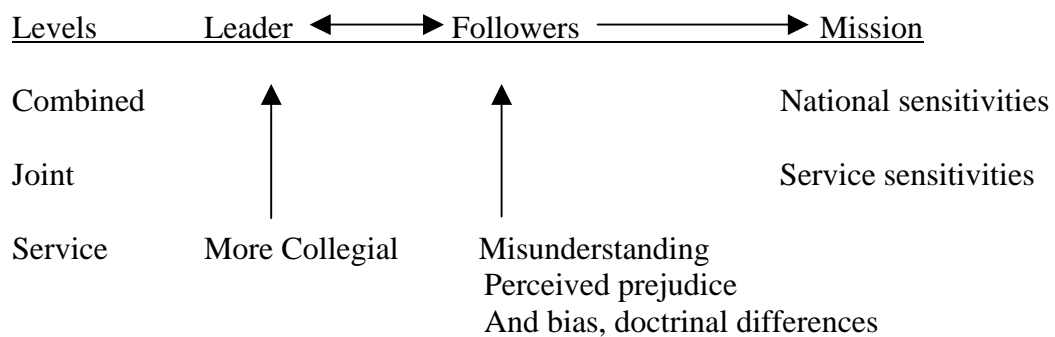 Levels Leader Followers Mission
Combined National sensitivities
Joint Service sensitivities
Service More Collegial Misunderstanding
Perceived prejudice
And bias, doctrinal differences